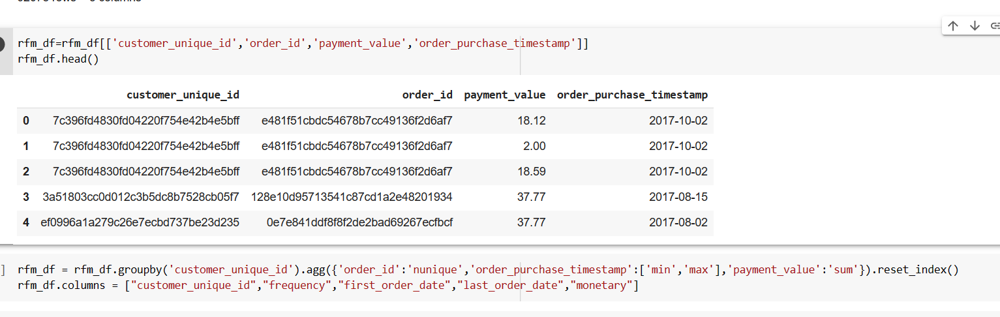 rfm_df=rfm_df[['customer_unique_id','order_id','payment_value','order_purchase_timestamp']]
rfm_df.head()
customer_unique_id order_id payment_value order_purchase_timestamp
0 7c396fd4830fd04220f754e42b4e5bff e481f51cbdc54678b7cc49136f2d6af7 18.12 2017-10-02
1 7c396fd4830fd04220f754e42b4e5bff e481f51cbdc54678b7cc49136f2d6af7 2.00 2017-10-02
2 7c396fd4830fd04220f754e42b4e5bff e481f51cbdc54678b7cc49136f2d6af7 18.59 2017-10-02
3 3a51803cc0d012c3b5dc8b7528cb05f7 128e10d95713541c87cd1a2e48201934 37.77 2017-08-15
4 ef0996a1a279c26e7ecbd737be23d235 0e7e841ddf8f8f2de2bad69267ecfbcf 37.77 2017-08-02
] rfm_df = rfm_df.groupby('customer_unique_id').agg({'order_id':'nunique','order_purchase_timestamp':['min','max'],'payment_value':'sum'}).reset_index()
rfm_df.columns = ["customer_unique_id","frequency","first_order_date","last_order_date","monetary"]